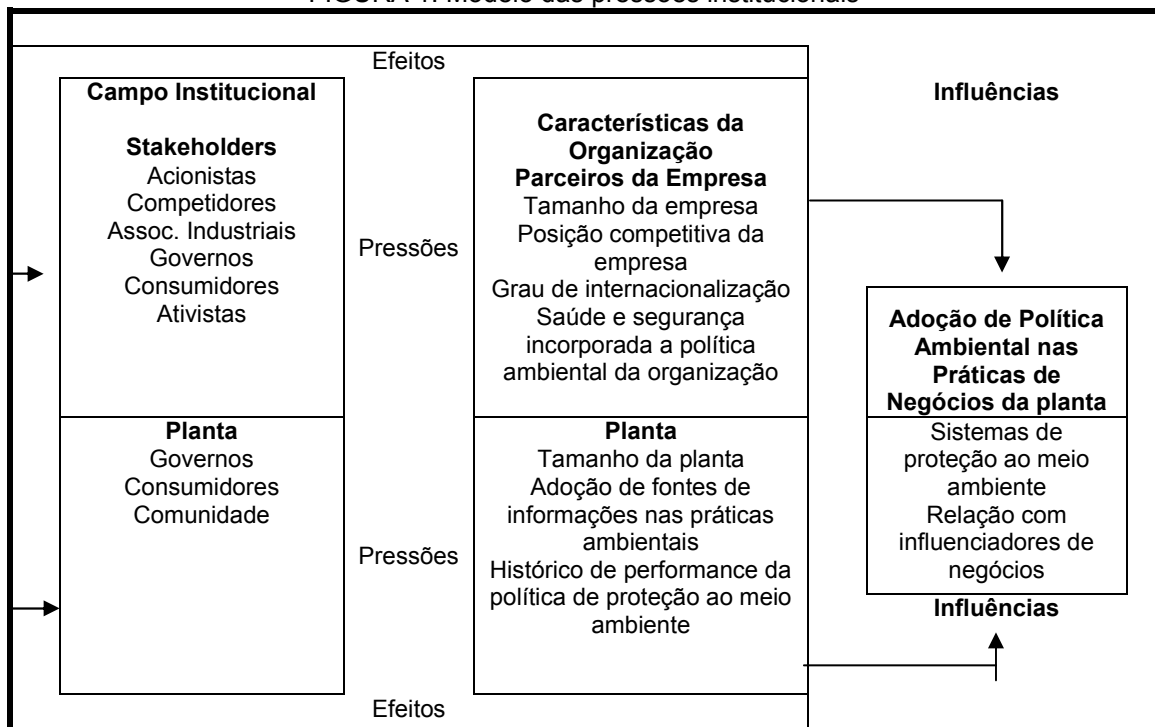 FIGURA 1: Modelo das pressões institucionais
Efeitos
Campo Institucional
Stakeholders
Acionistas
Competidores
Assoc. Industriais
Governos
Consumidores
Ativistas
Planta
Governos
Consumidores
Comunidade
Pressões
Pressões
Características da
Organização
Parceiros da Empresa
Tamanho da empresa
Posição competitiva da
empresa
Grau de internacionalização
Saúde e segurança
incorporada a política
ambiental da organização
Planta
Tamanho da planta
Adoção de fontes de
informações nas práticas
ambientais
Histórico de performance da
política de proteção ao meio
ambiente
Influências
Adoção de Política
Ambiental nas
Práticas de
Negócios da planta
Sistemas de
proteção ao meio
ambiente
Relação com
influenciadores de
negócios
Influências
Efeitos